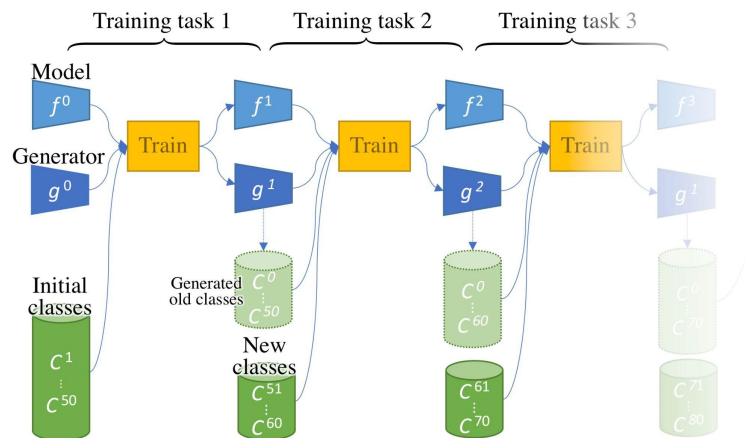 Training task 1
Training task 2
Training task 3
Model
f⁰
f¹
f²
f³
Train
Train
Train
Generator
g⁰
g¹
g²
g¹
Initial
classes
C¹
⋮
C⁵⁰
Generated
old classes
C⁰
⋮
C⁵⁰
C⁰
⋮
C⁶⁰
C⁰
⋮
C⁷⁰
New
classes
C⁵¹
⋮
C⁶⁰
C⁶¹
⋮
C⁷⁰
C⁷¹
⋮
C⁸⁰